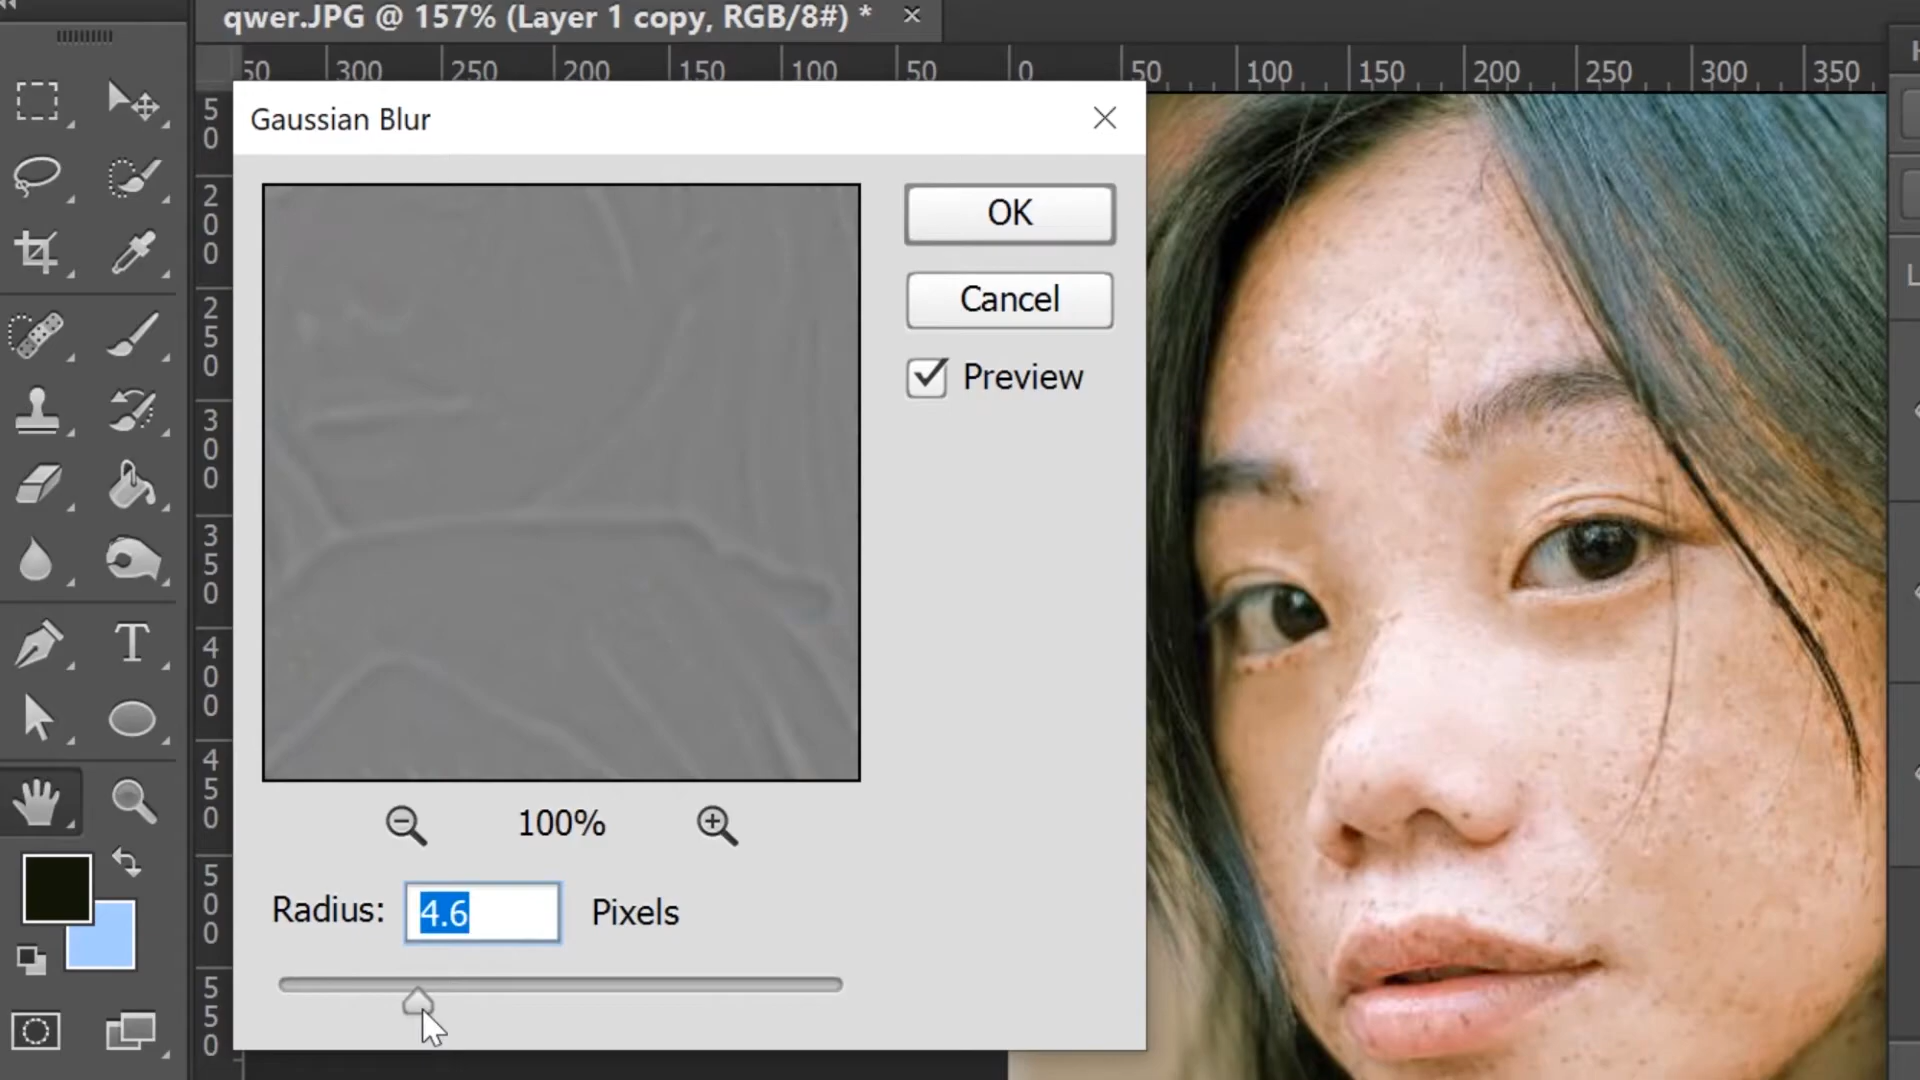 qwer.JPG @ 157% (Layer 1 copy, RGB/8#) *
50 300 250 200 150 100 50 0 50 100 150 200 250 300 350
50
200
250
300
350
400
450
500
550
Gaussian Blur
OK
Cancel
Preview
100%
Radius: 4.6 Pixels
T